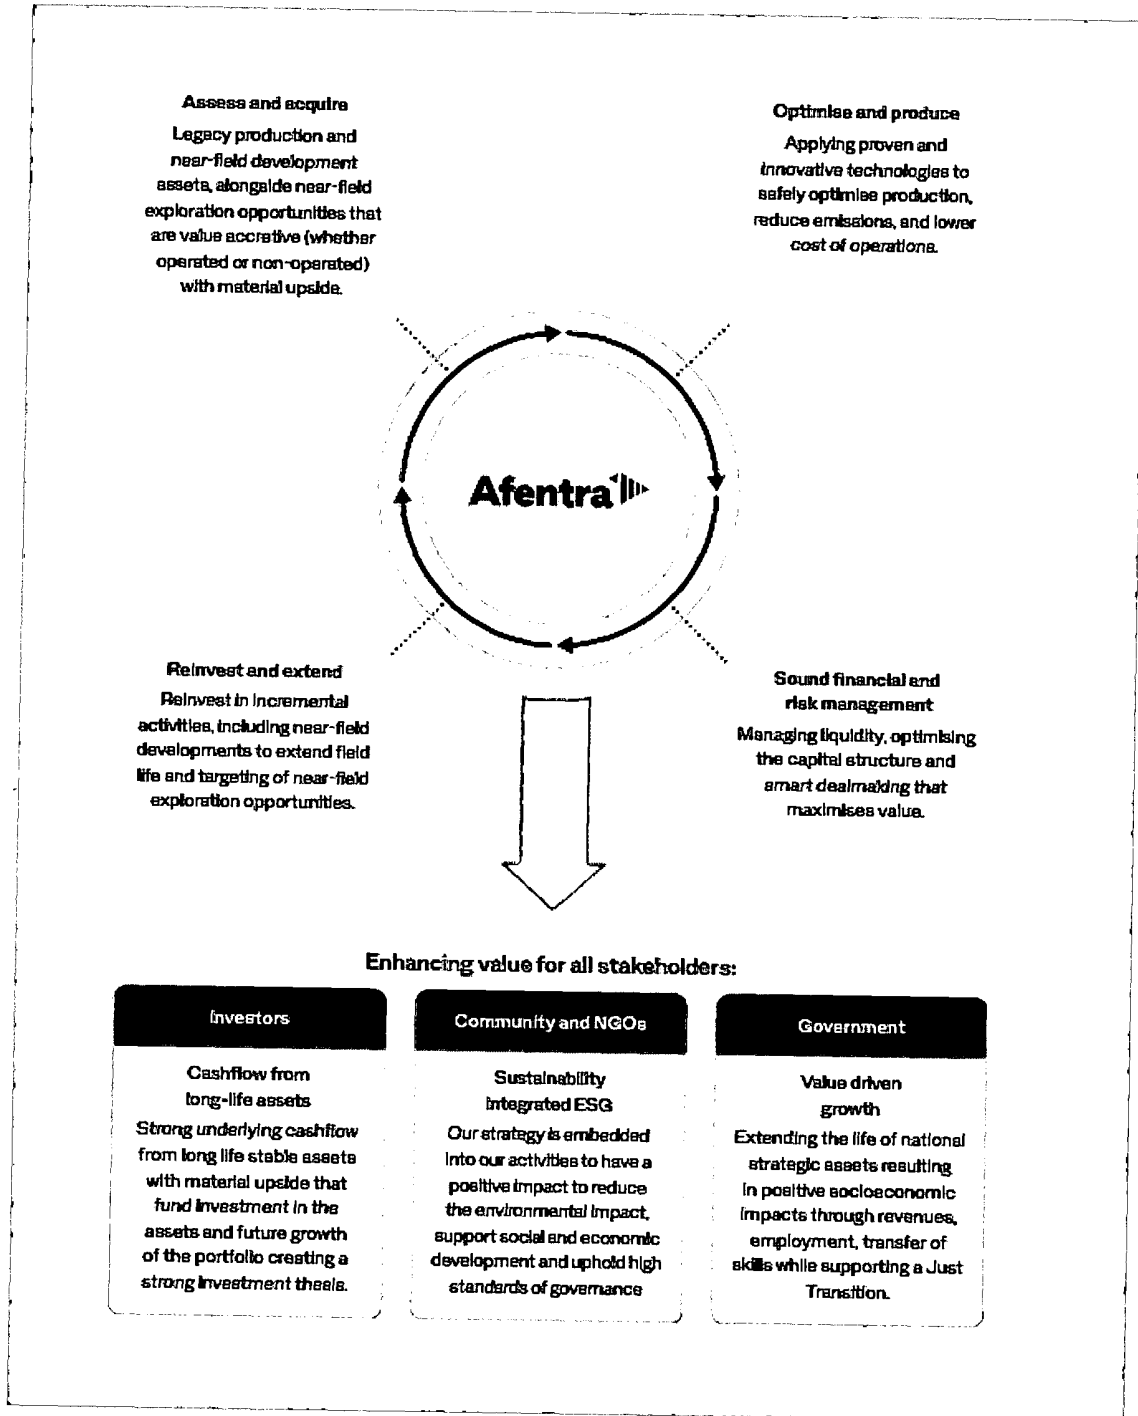 Assess and acquire
Legacy production and
near-field development
assets, alongside near-field
exploration opportunities that
are value accretive (whether
operated or non-operated)
with material upside.
Optimise and produce
Applying proven and
innovative technologies to
safely optimise production,
reduce emissions, and lower
cost of operations.
Afentra
Reinvest and extend
Reinvest in incremental
activities, including near-field
developments to extend field
life and targeting of near-field
exploration opportunities.
Sound financial and
risk management
Managing liquidity, optimising
the capital structure and
smart dealmaking that
maximises value.
Enhancing value for all stakeholders:
Investors
Cashflow from
long-life assets
Strong underlying cashflow
from long life stable assets
with material upside that
fund investment in the
assets and future growth
of the portfolio creating a
strong investment thesis.
Community and NGOs
Sustainability
integrated ESG
Our strategy is embedded
into our activities to have a
positive impact to reduce
the environmental impact,
support social and economic
development and uphold high
standards of governance
Government
Value driven
growth
Extending the life of national
strategic assets resulting
in positive socioeconomic
impacts through revenues,
employment, transfer of
skills while supporting a Just
Transition.